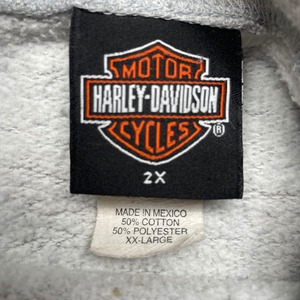 MOTOR
HARLEY-DAVIDSON
CYCLES
®
2X
MADE IN MEXICO
50% COTTON
50% POLYESTER
XX-LARGE